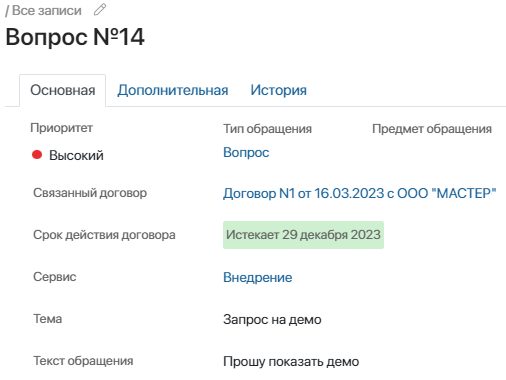 / Все записи
Вопрос №14
Основная Дополнительная История
Приоритет Тип обращения Предмет обращения
Высокий Вопрос
Связанный договор Договор N1 от 16.03.2023 с ООО "МАСТЕР"
Срок действия договора Истекает 29 декабря 2023
Сервис Внедрение
Тема Запрос на демо
Текст обращения Прошу показать демо